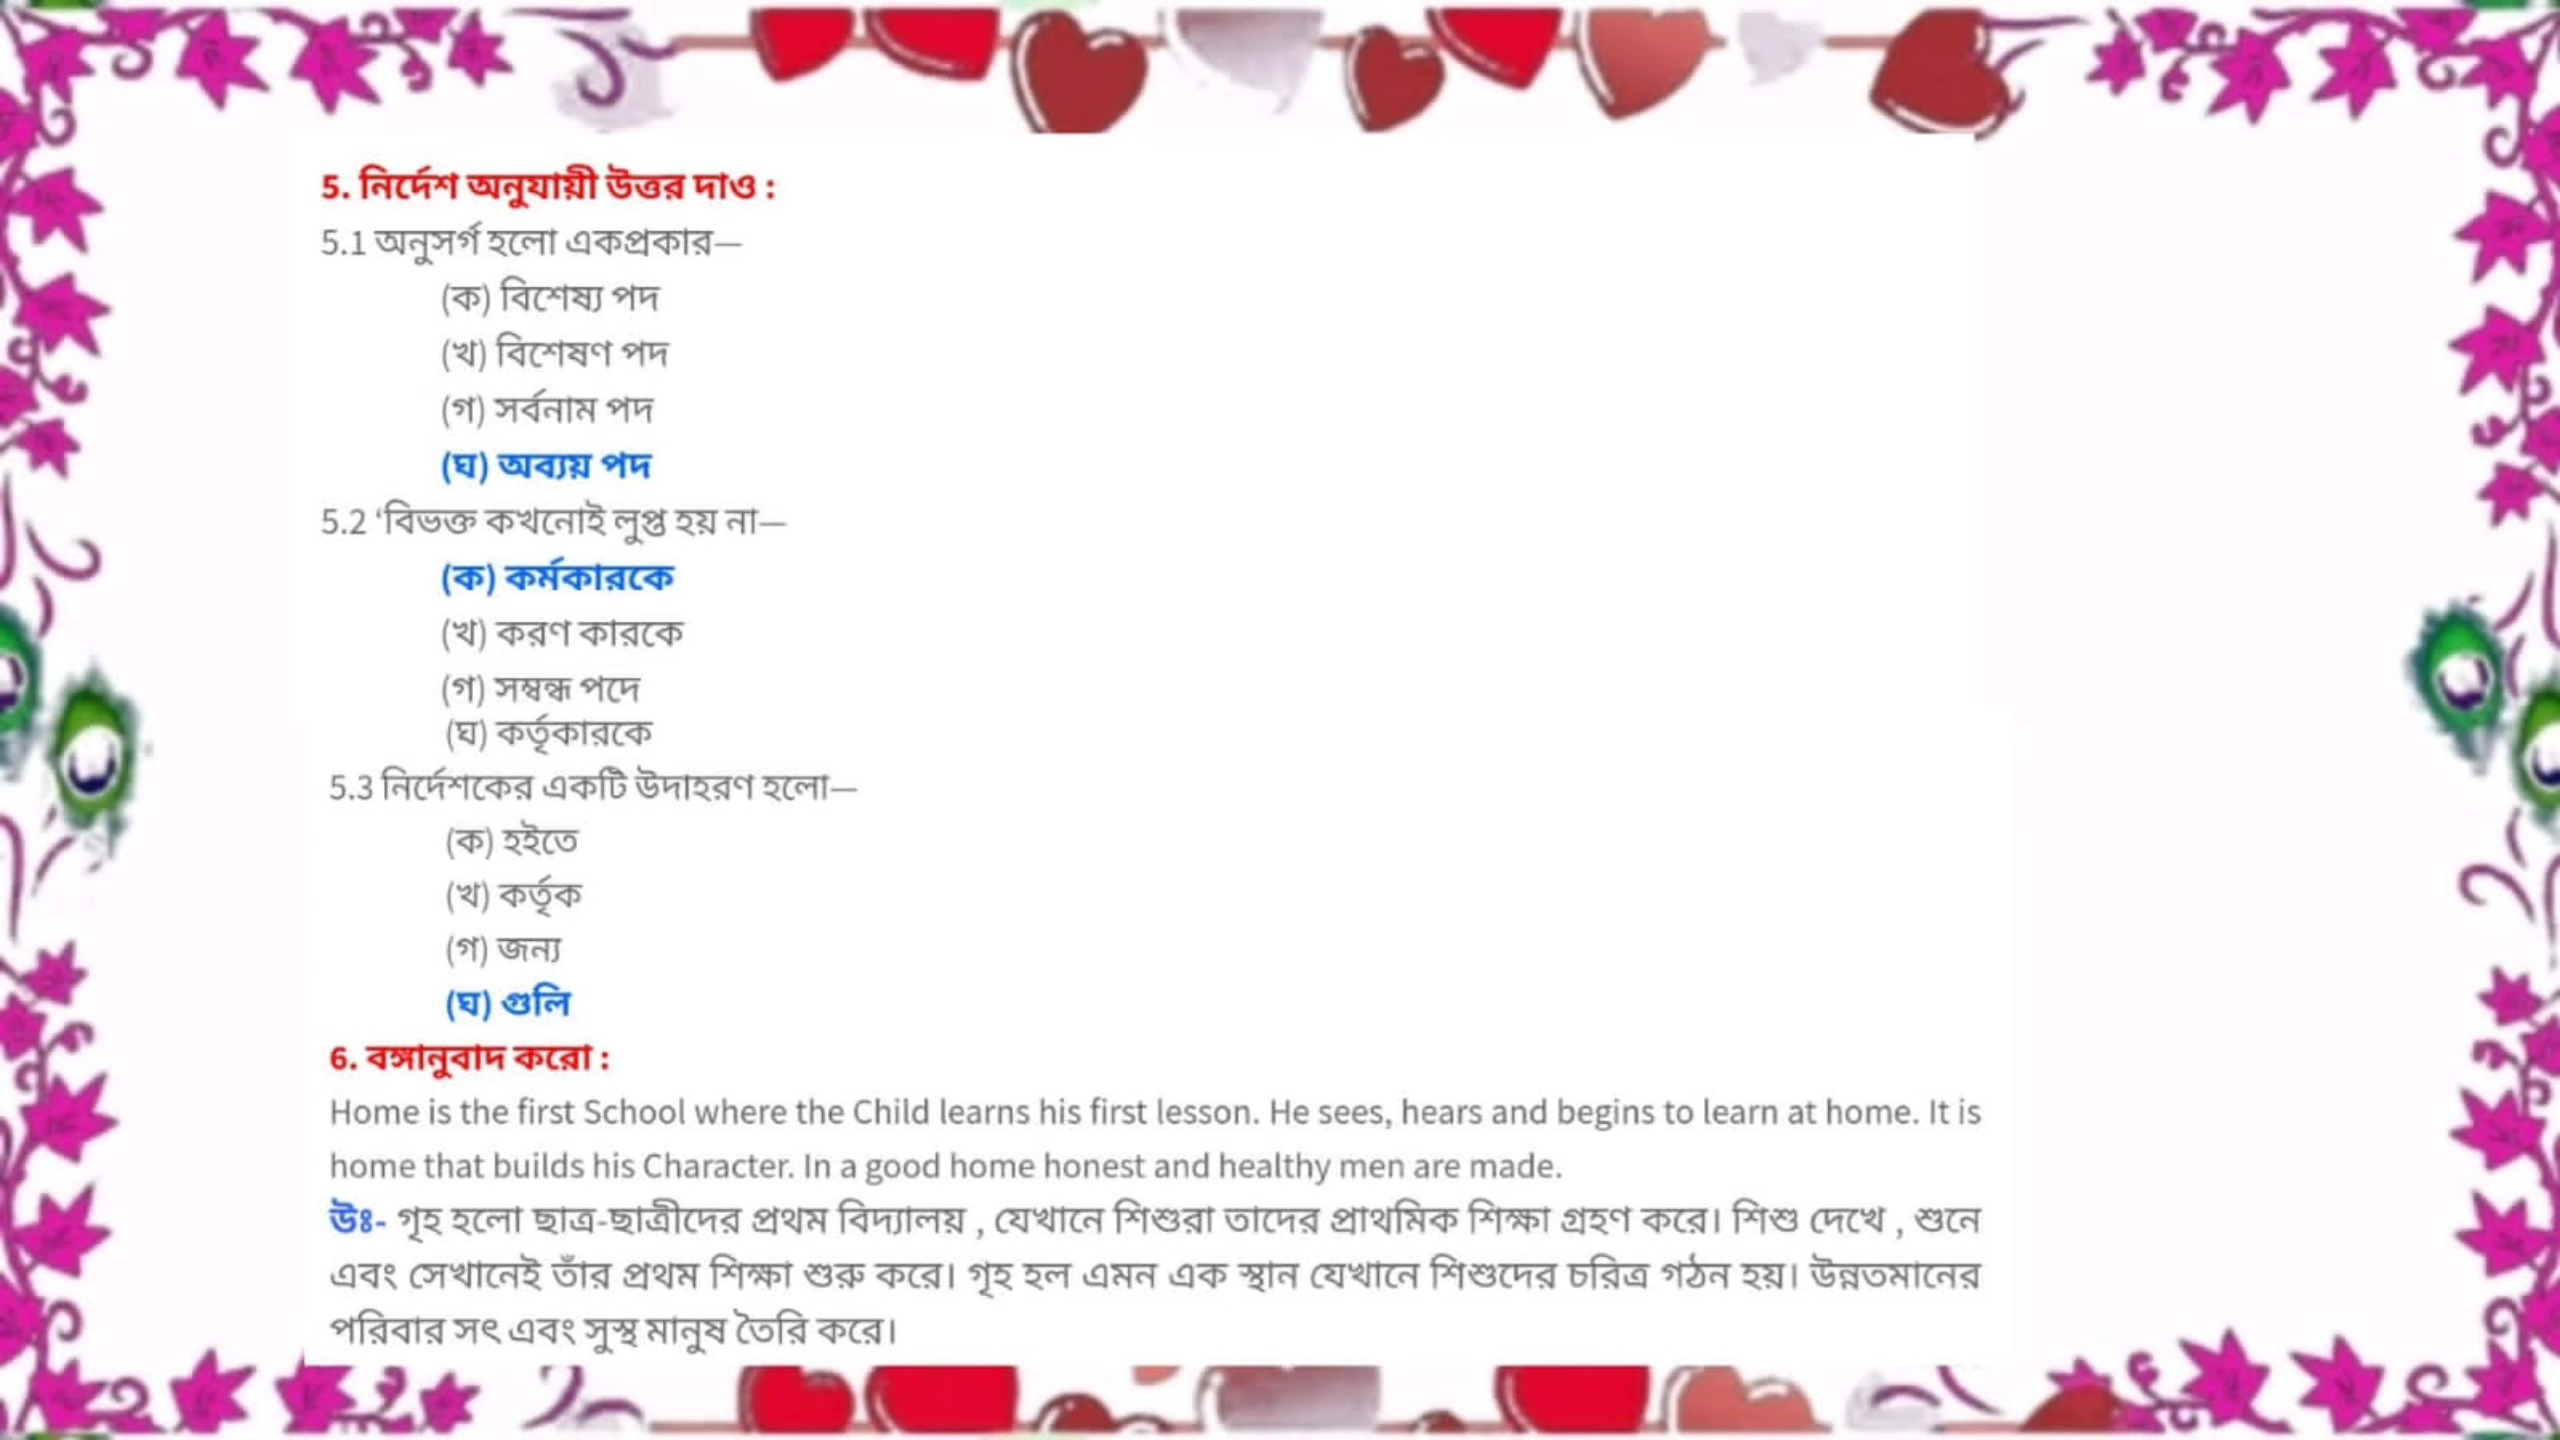 5. নির্দেশ অনুযায়ী উত্তর দাও :
5.1 অনুসর্গ হলো একপ্রকার—
(ক) বিশেষ্য পদ
(খ) বিশেষণ পদ
(গ) সর্বনাম পদ
(ঘ) অব্যয় পদ
5.2 ‘বিভক্ত কখনোই লুপ্ত হয় না—
(ক) কর্মকারকে
(খ) করণ কারকে
(গ) সম্বন্ধ পদে
(ঘ) কর্তৃকারকে
5.3 নির্দেশকের একটি উদাহরণ হলো—
(ক) হইতে
(খ) কর্তৃক
(গ) জন্য
(ঘ) গুলি
6. বঙ্গানুবাদ করো :
Home is the first School where the Child learns his first lesson. He sees, hears and begins to learn at home. It is
home that builds his Character. In a good home honest and healthy men are made.
উঃ- গৃহ হলো ছাত্র-ছাত্রীদের প্রথম বিদ্যালয় , যেখানে শিশুরা তাদের প্রাথমিক শিক্ষা গ্রহণ করে। শিশু দেখে , শুনে
এবং সেখানেই তাঁর প্রথম শিক্ষা শুরু করে। গৃহ হল এমন এক স্থান যেখানে শিশুদের চরিত্র গঠন হয়। উন্নতমানের
পরিবার সৎ এবং সুস্থ মানুষ তৈরি করে।